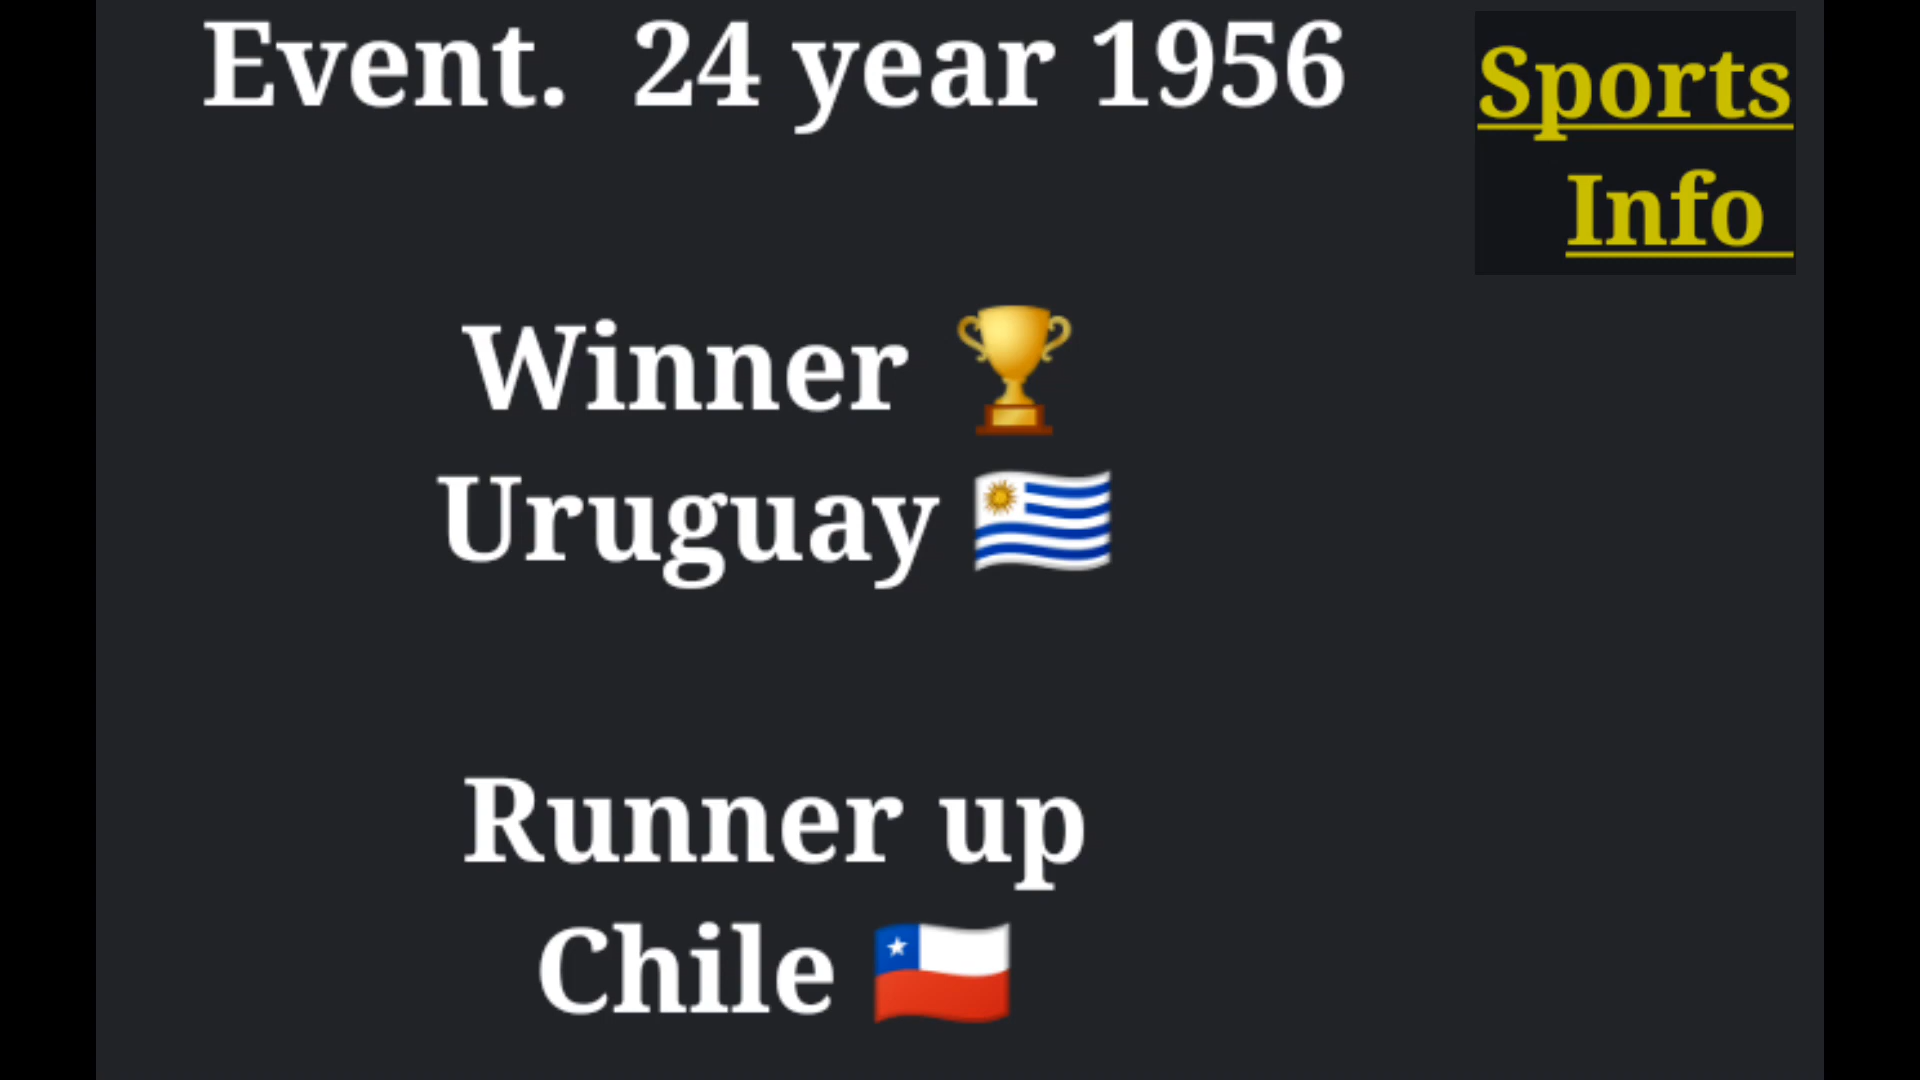 Event. 24 year 1956
Sports
Info
Winner 🏆
Uruguay 🇺🇾
Runner up
Chile 🇨🇱